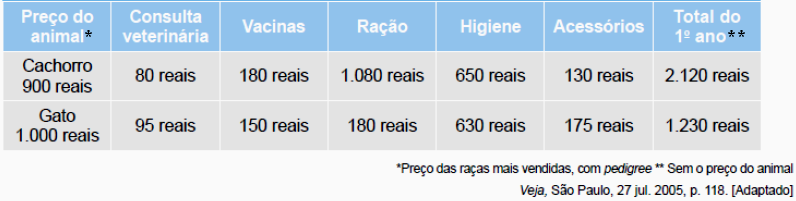 Preço do animal* Consulta veterinária Vacinas Ração Higiene Acessórios Total do 1º ano**
Cachorro 900 reais 80 reais 180 reais 1.080 reais 650 reais 130 reais 2.120 reais
Gato 1.000 reais 95 reais 150 reais 180 reais 630 reais 175 reais 1.230 reais
*Preço das raças mais vendidas, com pedigree ** Sem o preço do animal
Veja, São Paulo, 27 jul. 2005, p. 118. [Adaptado]